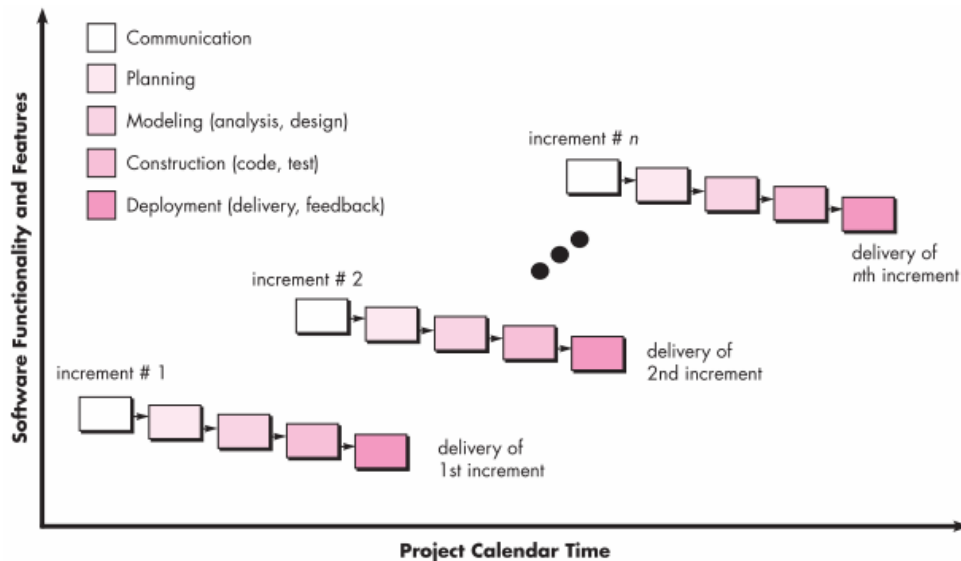 Communication
Planning
Modeling (analysis, design)
Construction (code, test)
Deployment (delivery, feedback)
increment # n
delivery of
nth increment
increment # 2
delivery of
2nd increment
increment # 1
delivery of
1st increment
Software Functionality and Features
Project Calendar Time